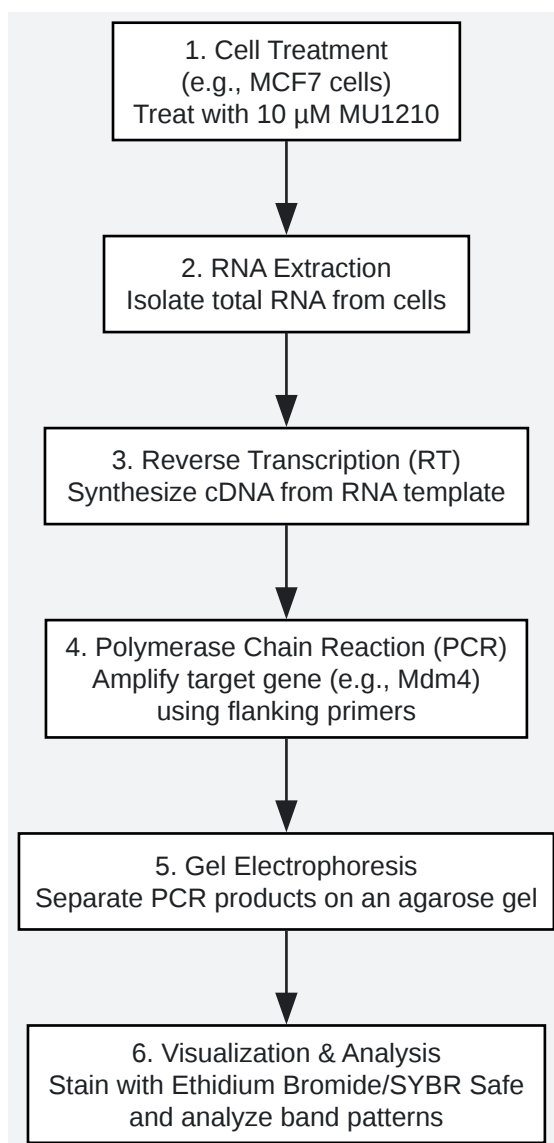 1. Cell Treatment
(e.g., MCF7 cells)
Treat with 10 µM MU1210
2. RNA Extraction
Isolate total RNA from cells
3. Reverse Transcription (RT)
Synthesize cDNA from RNA template
4. Polymerase Chain Reaction (PCR)
Amplify target gene (e.g., Mdm4)
using flanking primers
5. Gel Electrophoresis
Separate PCR products on an agarose gel
6. Visualization & Analysis
Stain with Ethidium Bromide/SYBR Safe
and analyze band patterns